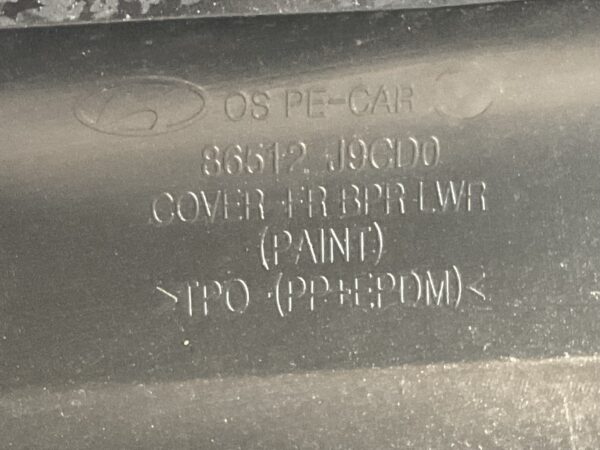 OS PE-CAR
86512 J9CD0
COVER-FR BPR LWR
(PAINT)
>TPO-(PP+EPDM)<